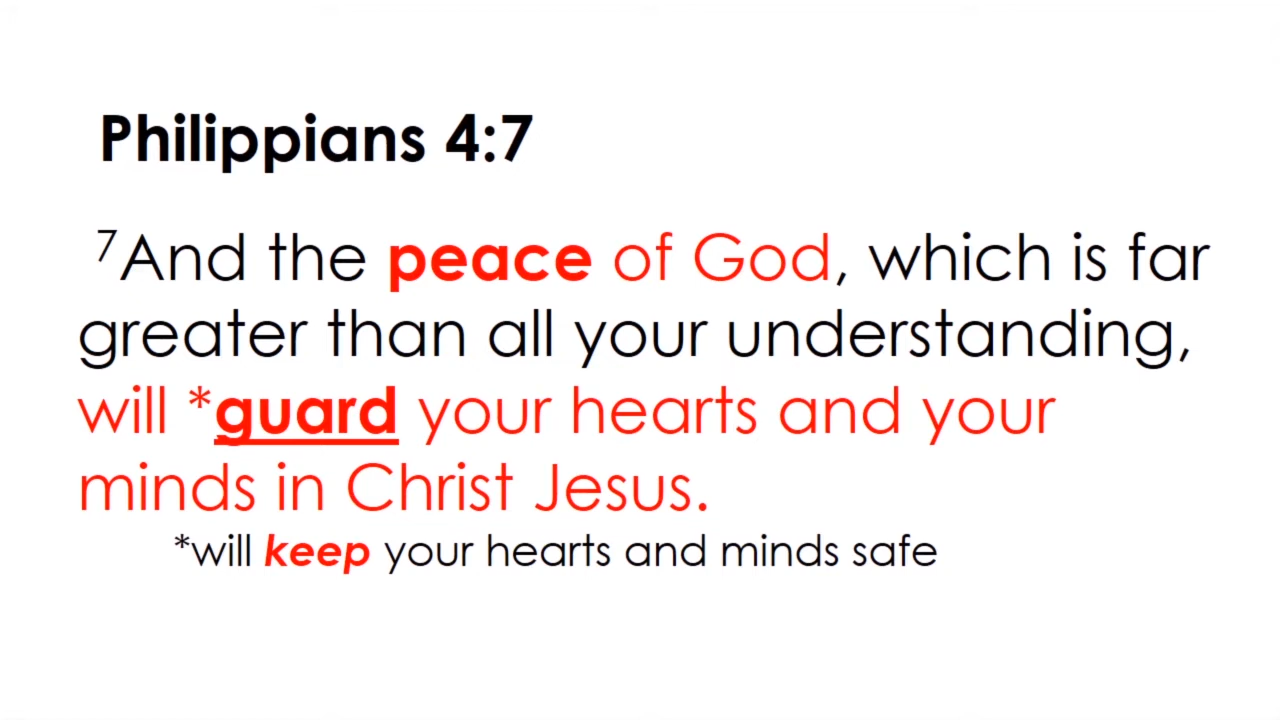 Philippians 4:7
7And the peace of God, which is far
greater than all your understanding,
will *guard your hearts and your
minds in Christ Jesus.
*will keep your hearts and minds safe